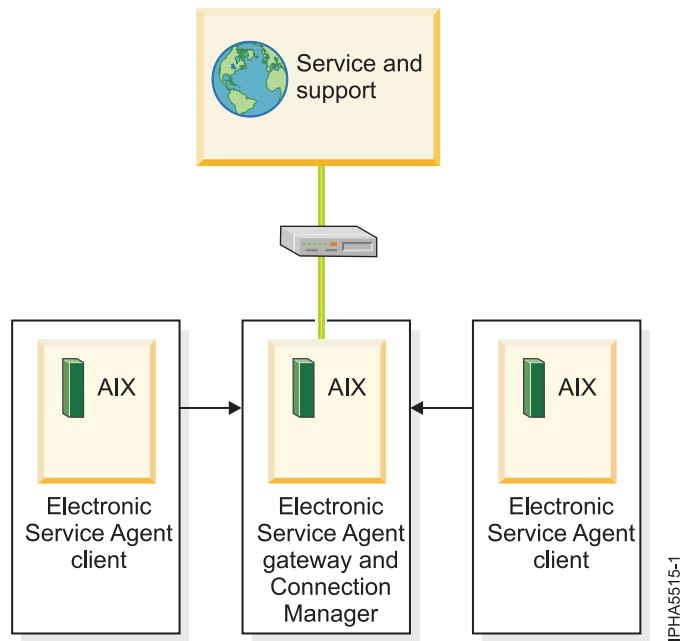 Service and
support
AIX
AIX
AIX
Electronic
Service Agent
client
Electronic
Service Agent
gateway and
Connection
Manager
Electronic
Service Agent
client
IPHA5515-1